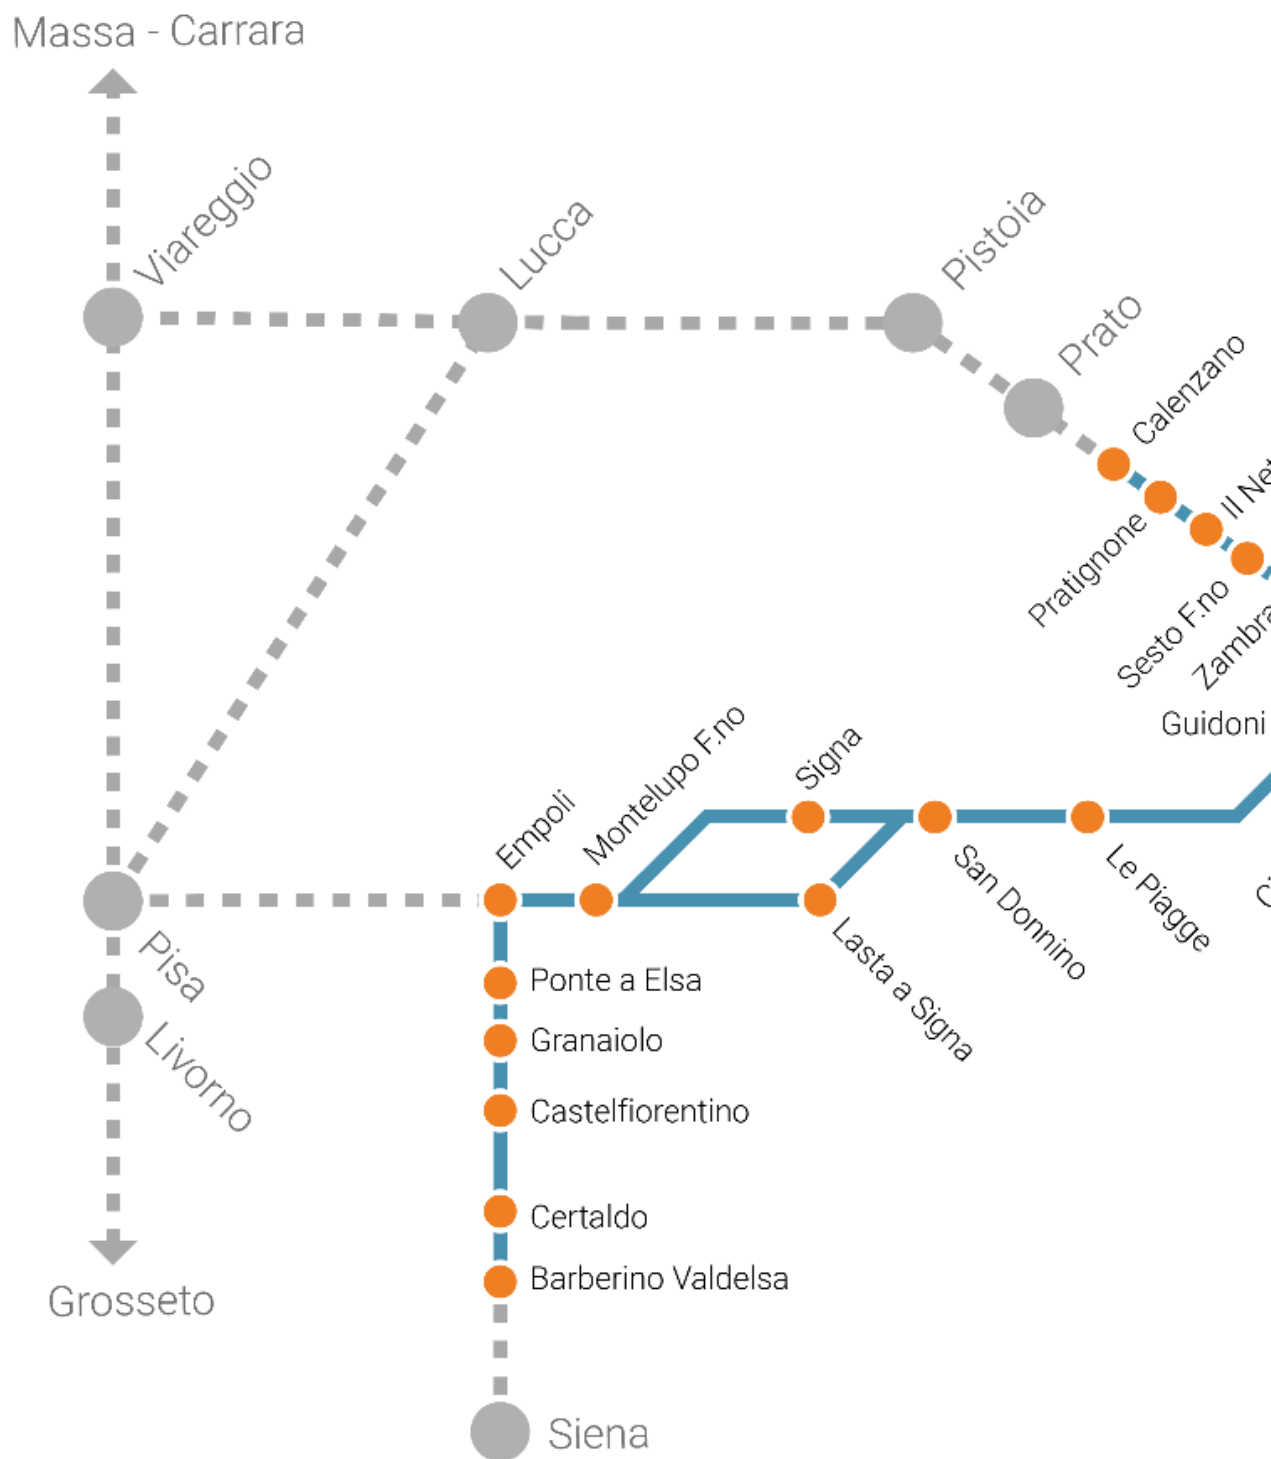 Massa - Carrara
Viareggio
Lucca
Pistoia
Prato
Calenzano
Pratignone
Il
Sesto F.no
Guidoni
Signa
Montelupo F.no
Empoli
San Donnino
Le Piagge
Lasta a Signa
Pisa
Livorno
Ponte a Elsa
Granaiolo
Castelfiorentino
Certaldo
Barberino Valdelsa
Grosseto
Siena